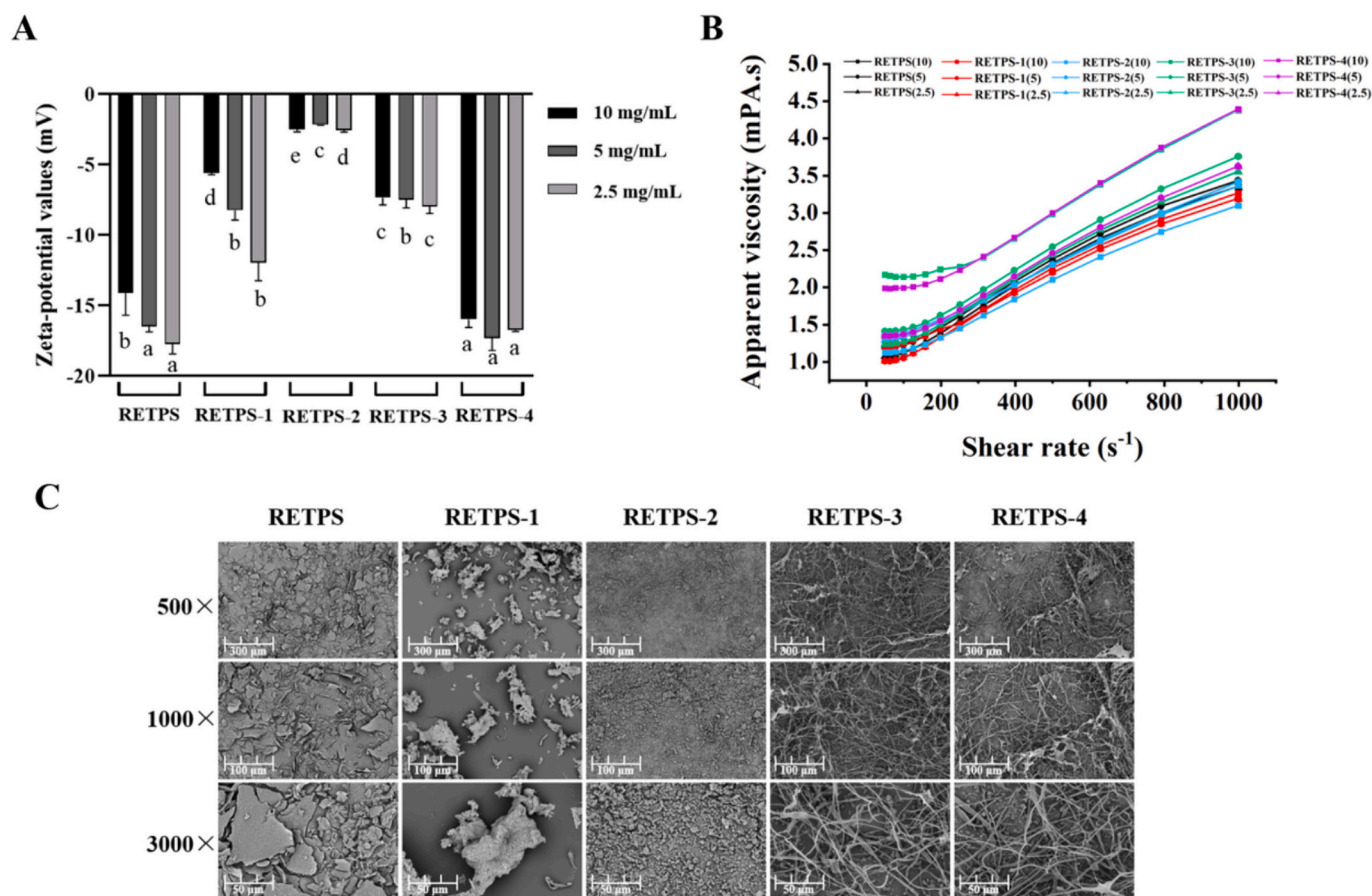 A
Zeta-potential values (mV)
0
-5
-10
-15
-20
10 mg/mL
5 mg/mL
2.5 mg/mL
e c d
d b b
c b c
b a a
a a a
RETPS RETPS-1 RETPS-2 RETPS-3 RETPS-4
B
RETPS(10) RETPS-1(10) RETPS-2(10) RETPS-3(10) RETPS-4(10)
RETPS(5) RETPS-1(5) RETPS-2(5) RETPS-3(5) RETPS-4(5)
RETPS(2.5) RETPS-1(2.5) RETPS-2(2.5) RETPS-3(2.5) RETPS-4(2.5)
Apparent viscosity (mPA.s)
5.0
4.5
4.0
3.5
3.0
2.5
2.0
1.5
1.0
0 200 400 600 800 1000
Shear rate (s⁻¹)
C
RETPS RETPS-1 RETPS-2 RETPS-3 RETPS-4
500×
300 μm 300 μm 300 μm 300 μm 300 μm
1000×
100 μm 100 μm 100 μm 100 μm 100 μm
3000×
50 μm 50 μm 50 μm 50 μm 50 μm